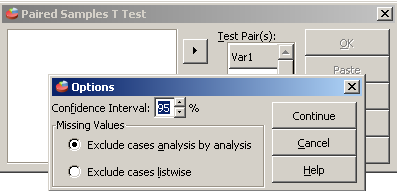 Paired Samples T Test
Test Pair(s):
Var1
OK
Paste
Options
Confidence Interval: 95 %
Missing Values
Exclude cases analysis by analysis
Exclude cases listwise
Continue
Cancel
Help